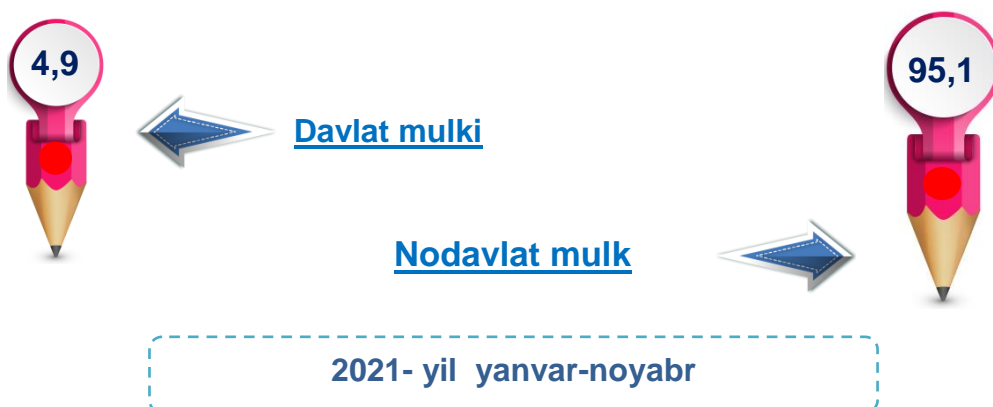 4,9
95,1
Davlat mulki
Nodavlat mulk
2021- yil yanvar-noyabr